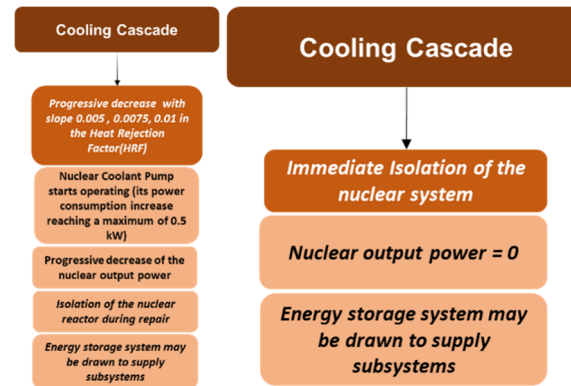 Cooling Cascade
Progressive decrease with
slope 0.005 , 0.0075, 0.01 in
the Heat Rejection
Factor(HRF)
Nuclear Coolant Pump
starts operating (its power
consumption increase
reaching a maximum of 0.5
kW)
Progressive decrease of the
nuclear output power
Isolation of the nuclear
reactor during repair
Energy storage system may
be drawn to supply
subsystems
Cooling Cascade
Immediate Isolation of the
nuclear system
Nuclear output power = 0
Energy storage system may
be drawn to supply
subsystems